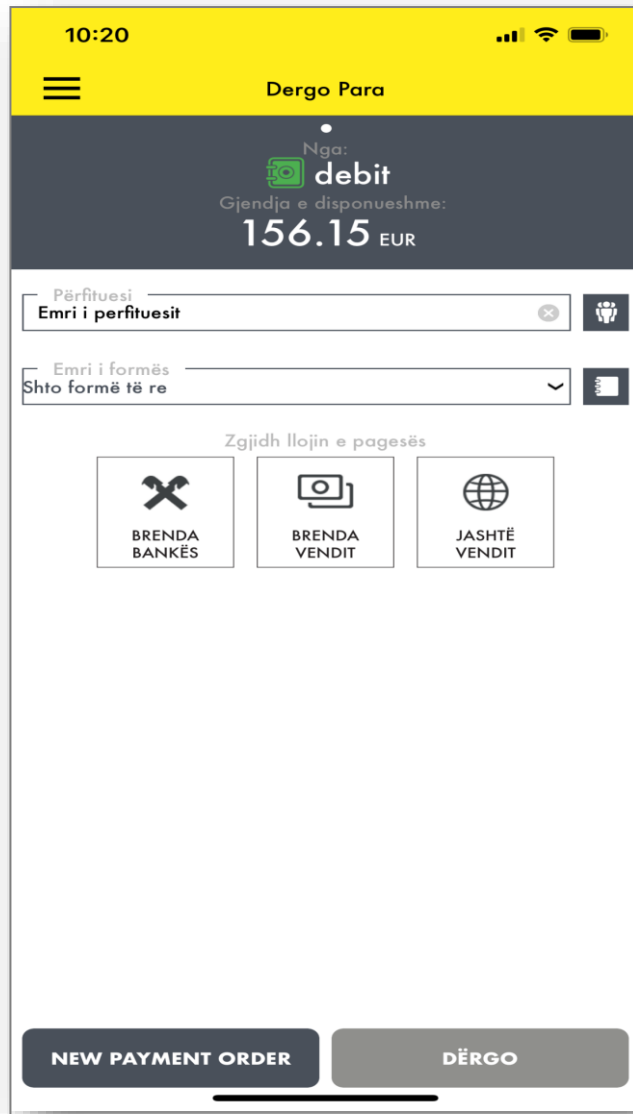 10:20
Dergo Para
Nga:
debit
Gjendja e disponueshme:
156.15 EUR
Përfituesi
Emri i perfituesit
Emri i formës
Shto formë të re
Zgjidh llojin e pagesës
BRENDA
BANKËS
BRENDA
VENDIT
JASHTË
VENDIT
NEW PAYMENT ORDER
DËRGO